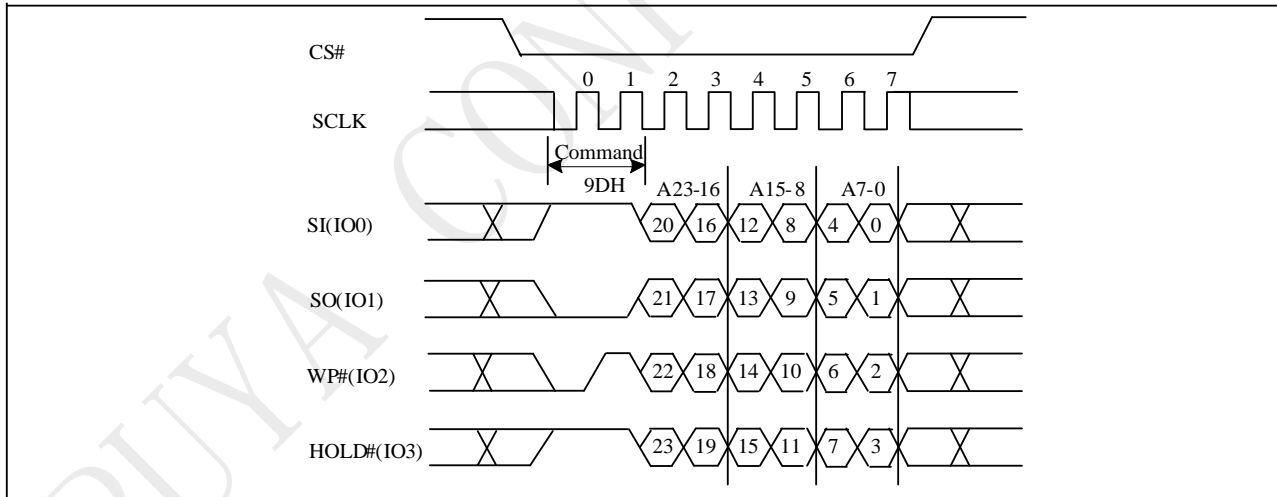 CS#
0 1 2 3 4 5 6 7
SCLK
Command
9DH
A23-16 A15-8 A7-0
SI(IO0) 20 16 12 8 4 0
SO(IO1) 21 17 13 9 5 1
WP#(IO2) 22 18 14 10 6 2
HOLD#(IO3) 23 19 15 11 7 3
PUYA CONF